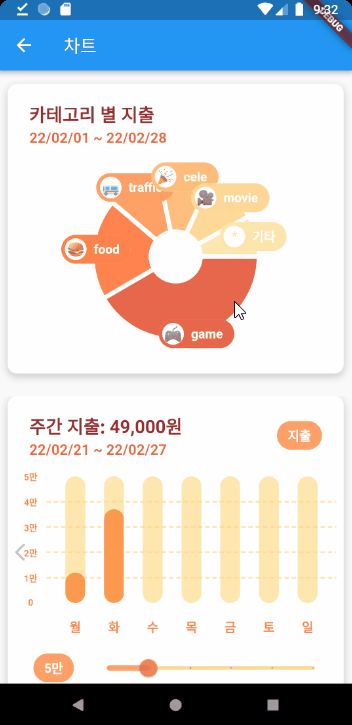 9:32
DEBUG
차트
카테고리 별 지출
22/02/01 ~ 22/02/28
cele
traffic
movie
기타
food
game
주간 지출: 49,000원
22/02/21 ~ 22/02/27
지출
5만
4만
3만
2만
1만
0
월 화 수 목 금 토 일
5만